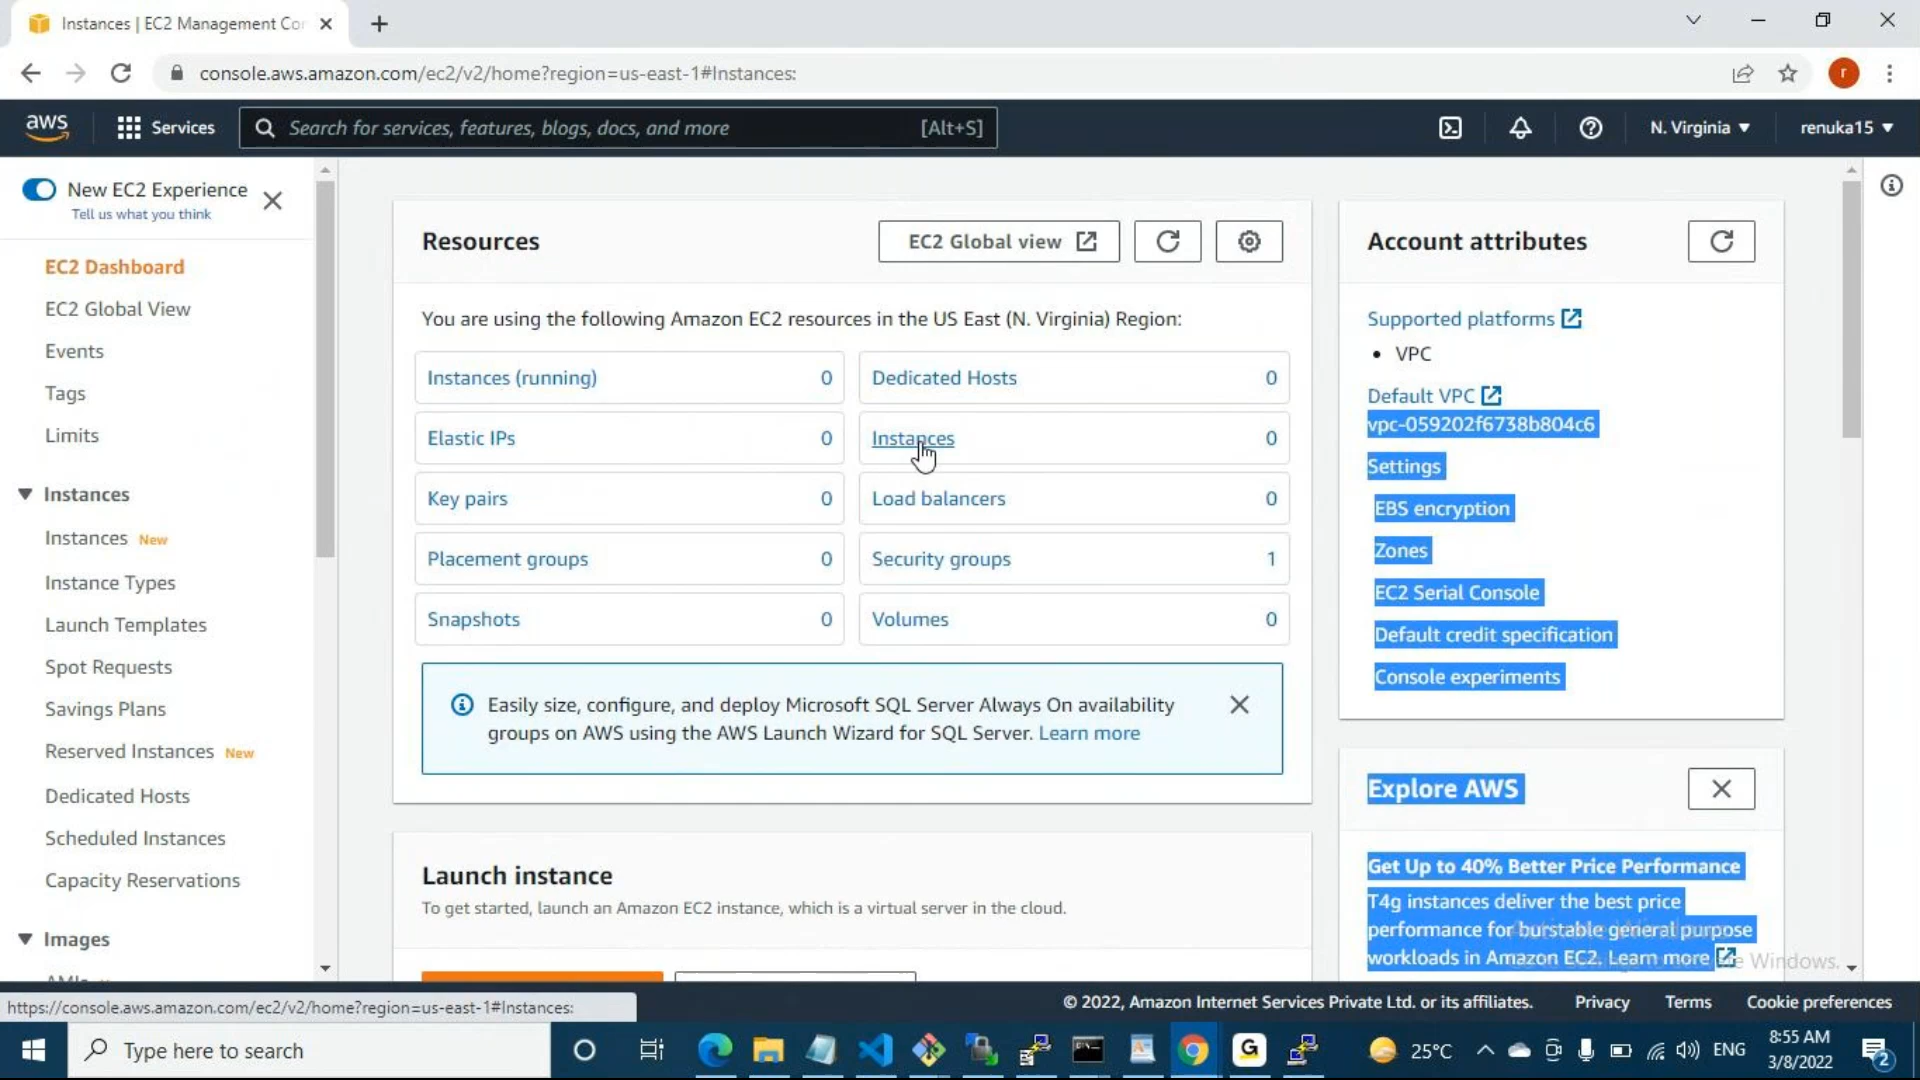 Instances | EC2 Management Co
console.aws.amazon.com/ec2/v2/home?region=us-east-1#Instances:
r
aws
Services
Search for services, features, blogs, docs, and more
[Alt+S]
N. Virginia
renuka15
New EC2 Experience
Tell us what you think
EC2 Dashboard
EC2 Global View
Events
Tags
Limits
Instances
Instances New
Instance Types
Launch Templates
Spot Requests
Savings Plans
Reserved Instances New
Dedicated Hosts
Scheduled Instances
Capacity Reservations
Images
Resources
EC2 Global view
You are using the following Amazon EC2 resources in the US East (N. Virginia) Region:
Instances (running) 0
Dedicated Hosts 0
Elastic IPs 0
Instances 0
Key pairs 0
Load balancers 0
Placement groups 0
Security groups 1
Snapshots 0
Volumes 0
Easily size, configure, and deploy Microsoft SQL Server Always On availability
groups on AWS using the AWS Launch Wizard for SQL Server. Learn more
Launch instance
To get started, launch an Amazon EC2 instance, which is a virtual server in the cloud.
Account attributes
Supported platforms
• VPC
Default VPC
vpc-059202f6738b804c6
Settings
EBS encryption
Zones
EC2 Serial Console
Default credit specification
Console experiments
Explore AWS
Get Up to 40% Better Price Performance
T4g instances deliver the best price
performance for burstable general purpose
workloads in Amazon EC2. Learn more
Windows.
https://console.aws.amazon.com/ec2/v2/home?region=us-east-1#Instances:
© 2022, Amazon Internet Services Private Ltd. or its affiliates.
Privacy
Terms
Cookie preferences
Type here to search
G
25°C
ENG
8:55 AM
3/8/2022
2